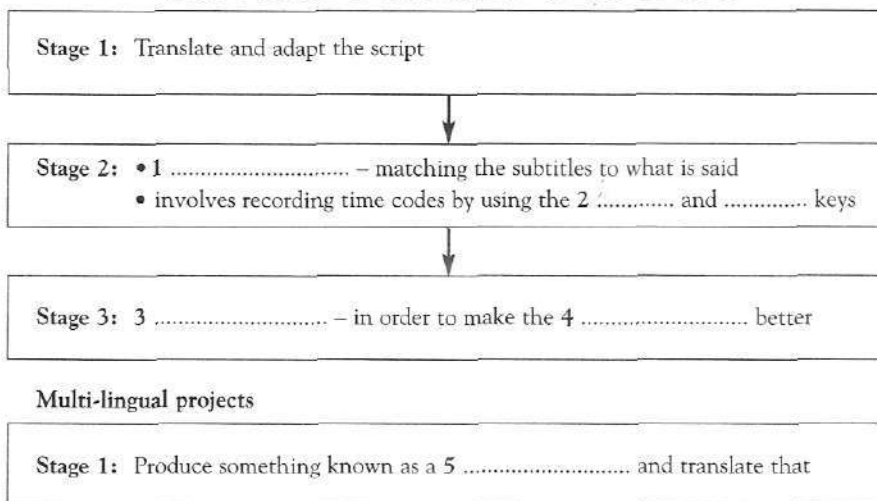 Stage 1: Translate and adapt the script
Stage 2: • 1 .............................. – matching the subtitles to what is said
• involves recording time codes by using the 2 ............. and ............. keys
Stage 3: 3 .............................. – in order to make the 4 ............................. better
Multi-lingual projects
Stage 1: Produce something known as a 5 ............................. and translate that